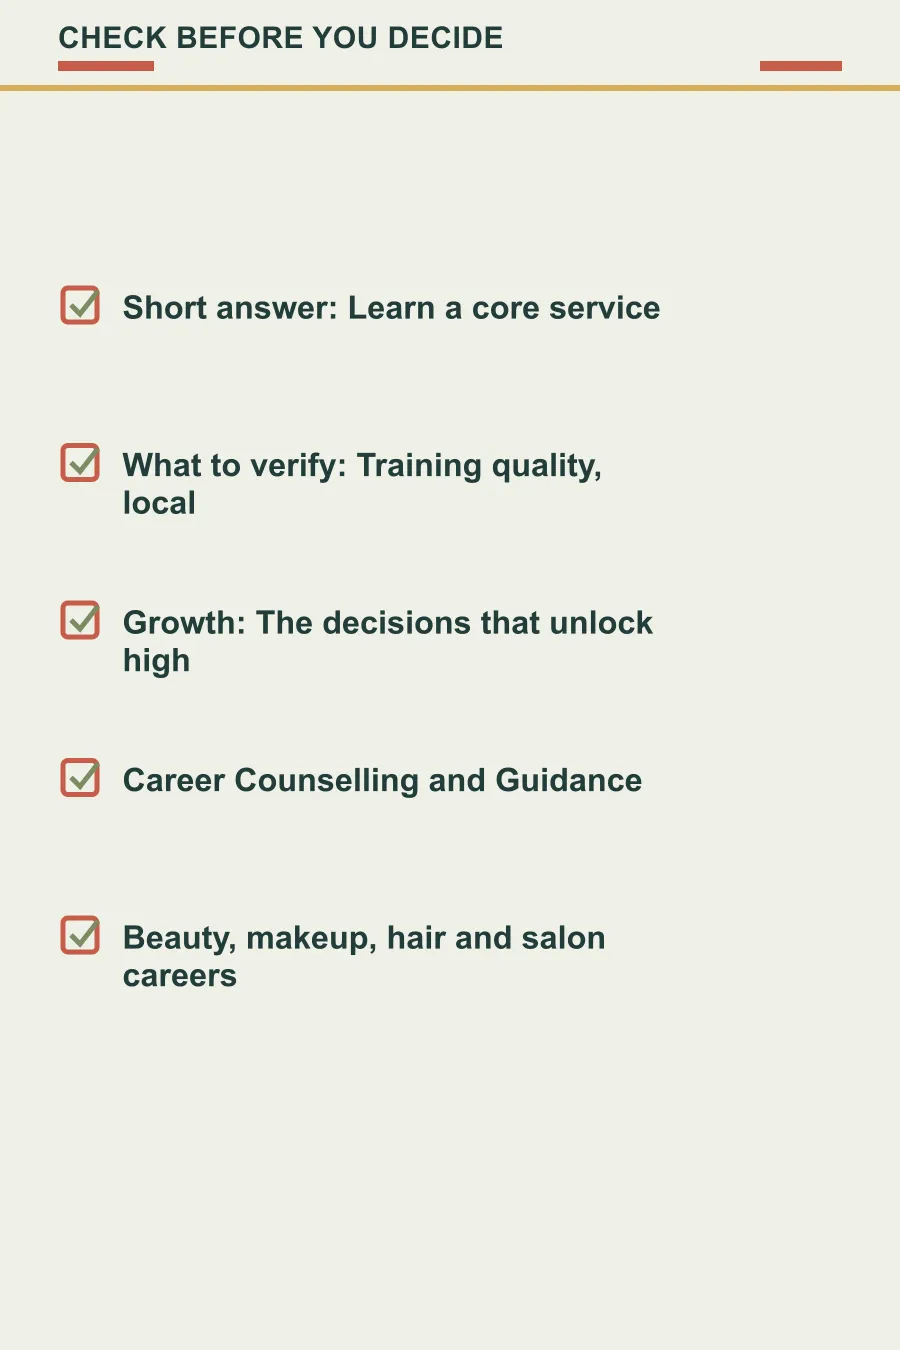 CHECK BEFORE YOU DECIDE
Short answer: Learn a core service
What to verify: Training quality,
local
Growth: The decisions that unlock
high
Career Counselling and Guidance
Beauty, makeup, hair and salon
careers